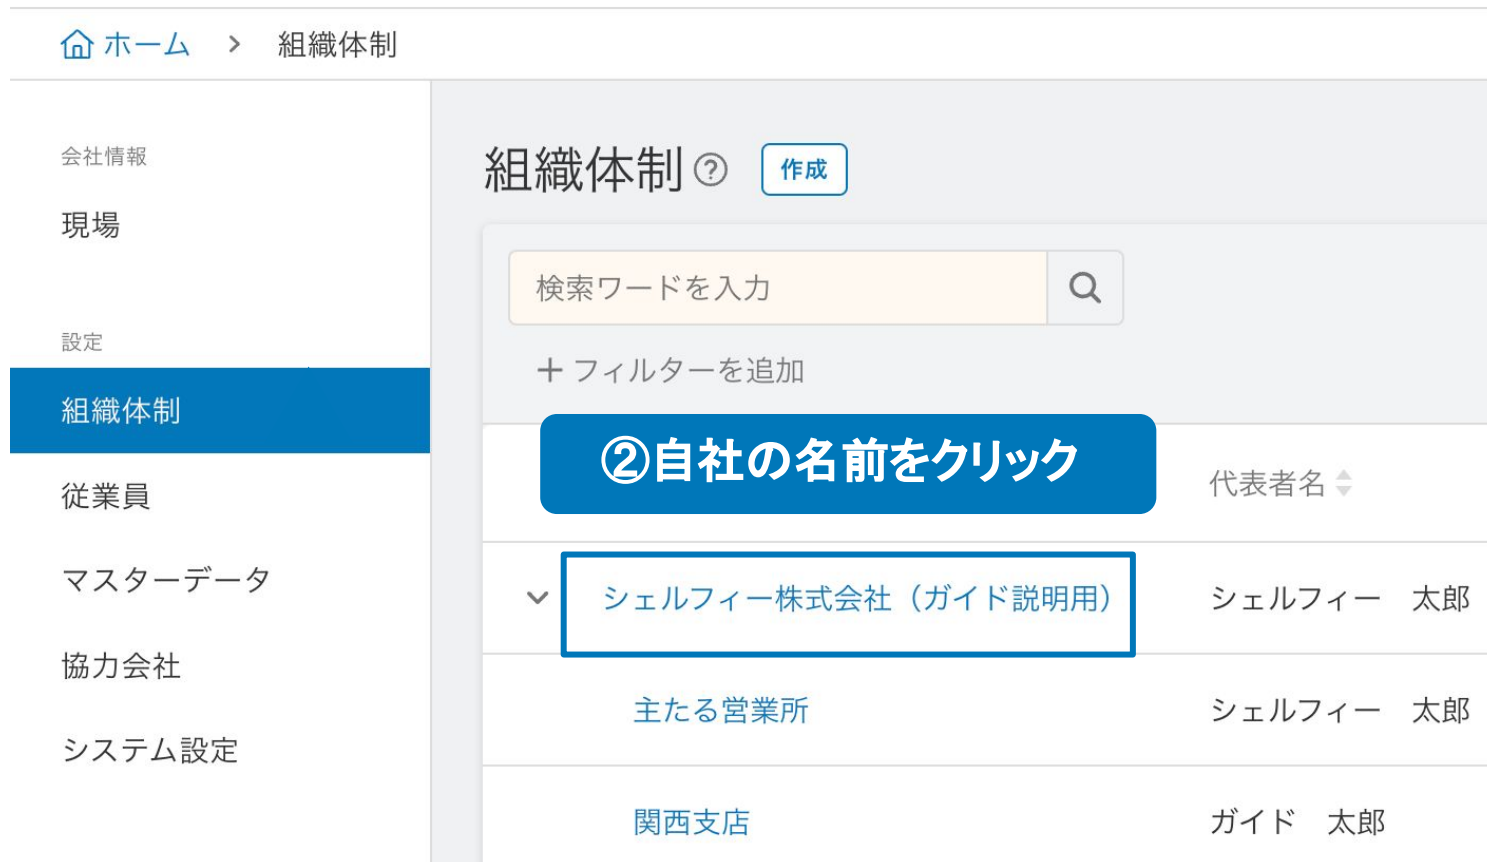 ホーム > 組織体制
会社情報
現場
設定
組織体制
従業員
マスターデータ
協力会社
システム設定
組織体制 ? 作成
検索ワードを入力
+ フィルターを追加
②自社の名前をクリック
代表者名
シェルフィー株式会社（ガイド説明用） シェルフィー　太郎
主たる営業所 シェルフィー　太郎
関西支店 ガイド　太郎